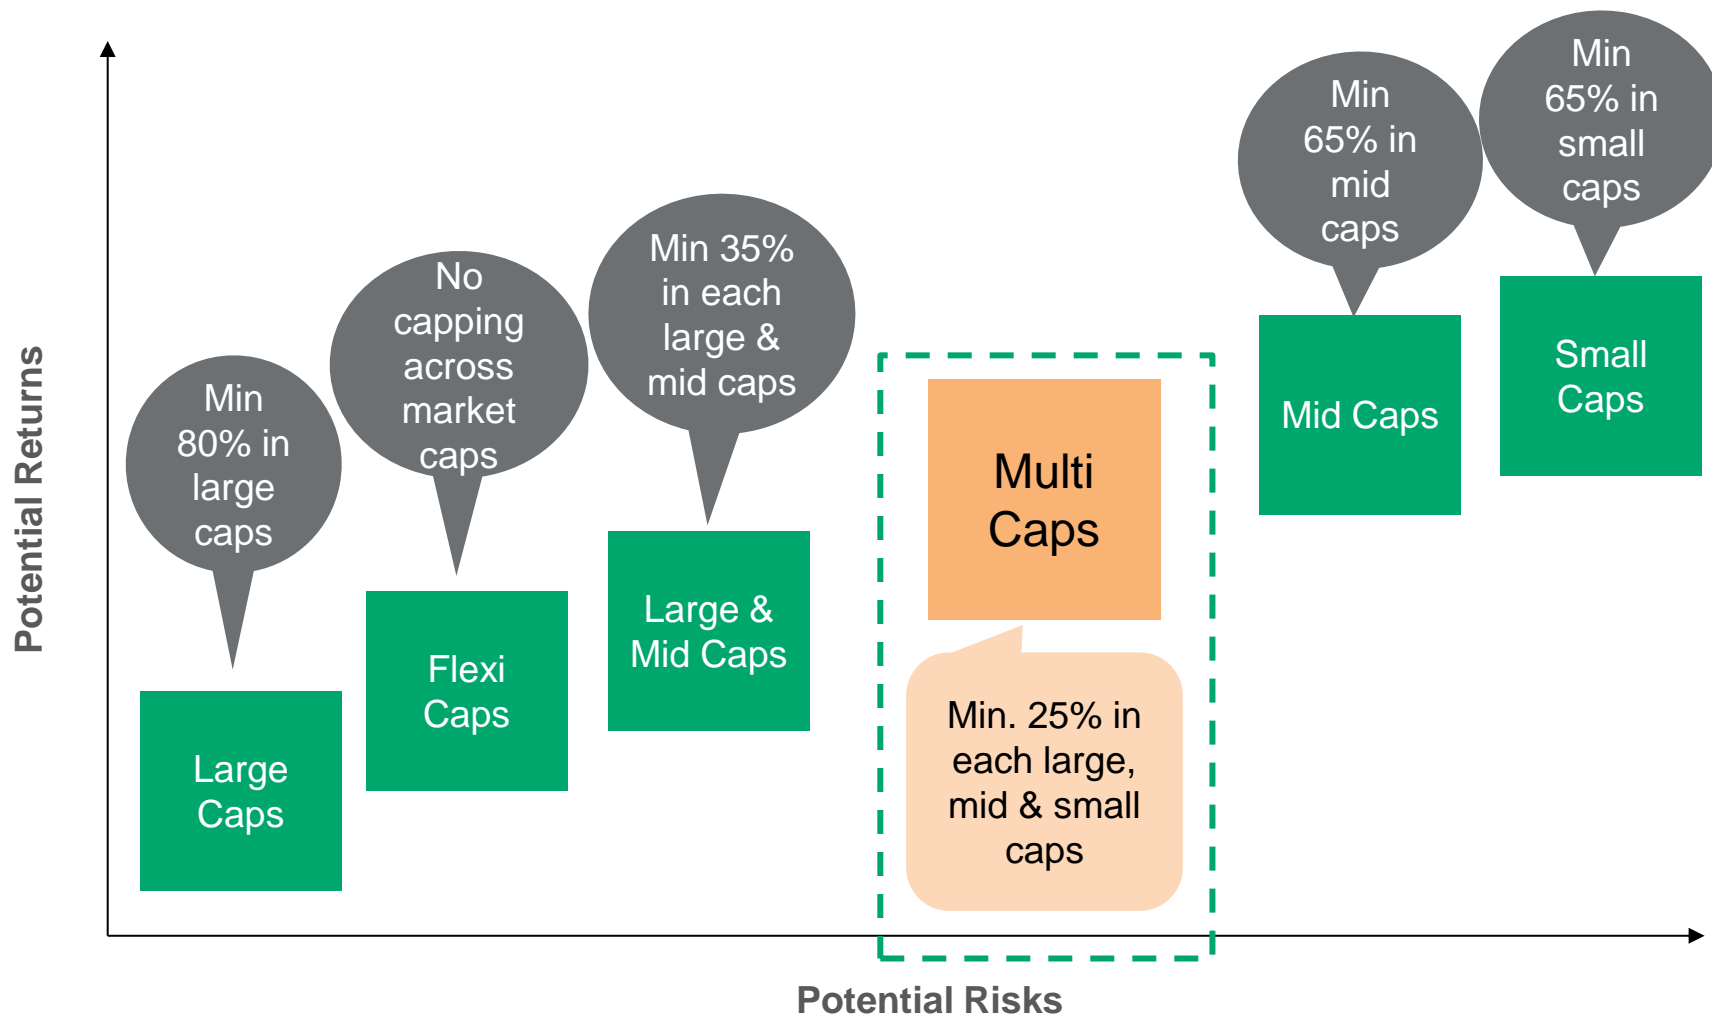 Potential Returns
Min
80% in
large
caps
Large
Caps
No
capping
across
market
caps
Flexi
Caps
Min 35%
in each
large &
mid caps
Large &
Mid Caps
Multi
Caps
Min. 25% in
each large,
mid & small
caps
Min
65% in
mid
caps
Mid Caps
Min
65% in
small
caps
Small
Caps
Potential Risks